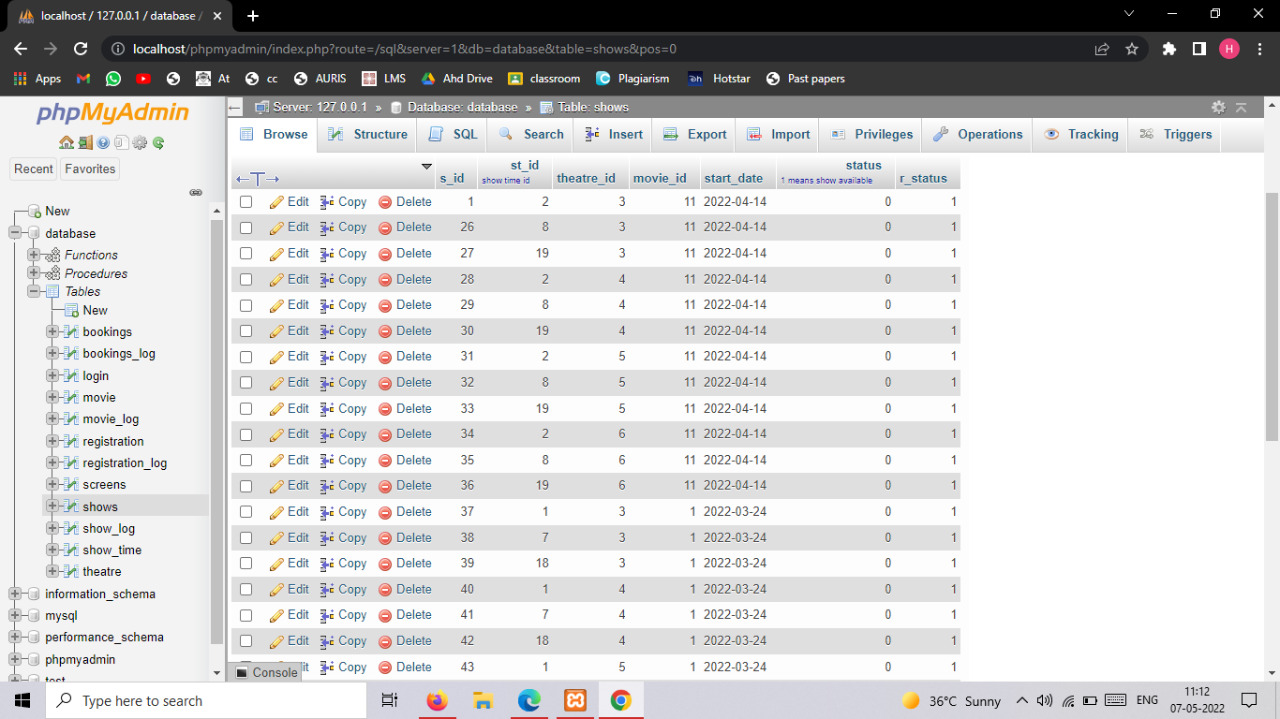 localhost / 127.0.0.1 / database /
localhost/phpmyadmin/index.php?route=/sql&server=1&db=database&table=shows&pos=0
H
Apps At cc AURIS LMS Ahd Drive classroom Plagiarism Hotstar Past papers
phpMyAdmin
Recent Favorites
New
database
Functions
Procedures
Tables
New
bookings
bookings_log
login
movie
movie_log
registration
registration_log
screens
shows
show_log
show_time
theatre
information_schema
mysql
performance_schema
phpmyadmin
test
Server: 127.0.0.1 » Database: database » Table: shows
Browse Structure SQL Search Insert Export Import Privileges Operations Tracking Triggers
s_id st_id show time id theatre_id movie_id start_date status 1 means show available r_status
Edit Copy Delete 1 2 3 11 2022-04-14 0 1
Edit Copy Delete 26 8 3 11 2022-04-14 0 1
Edit Copy Delete 27 19 3 11 2022-04-14 0 1
Edit Copy Delete 28 2 4 11 2022-04-14 0 1
Edit Copy Delete 29 8 4 11 2022-04-14 0 1
Edit Copy Delete 30 19 4 11 2022-04-14 0 1
Edit Copy Delete 31 2 5 11 2022-04-14 0 1
Edit Copy Delete 32 8 5 11 2022-04-14 0 1
Edit Copy Delete 33 19 5 11 2022-04-14 0 1
Edit Copy Delete 34 2 6 11 2022-04-14 0 1
Edit Copy Delete 35 8 6 11 2022-04-14 0 1
Edit Copy Delete 36 19 6 11 2022-04-14 0 1
Edit Copy Delete 37 1 3 1 2022-03-24 0 1
Edit Copy Delete 38 7 3 1 2022-03-24 0 1
Edit Copy Delete 39 18 3 1 2022-03-24 0 1
Edit Copy Delete 40 1 4 1 2022-03-24 0 1
Edit Copy Delete 41 7 4 1 2022-03-24 0 1
Edit Copy Delete 42 18 4 1 2022-03-24 0 1
Copy Delete 43 1 5 1 2022-03-24 0 1
Console
Type here to search
36°C Sunny
ENG
11:12
07-05-2022